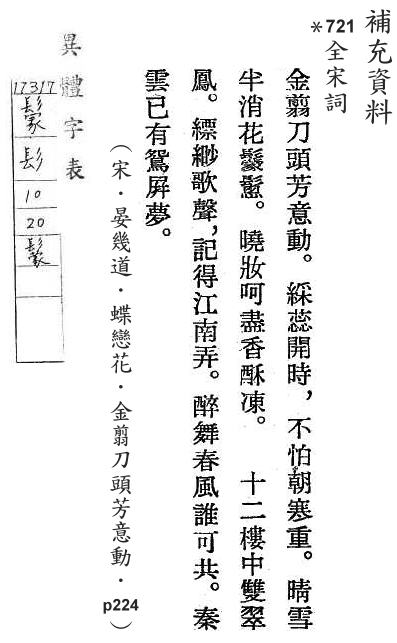 補充資料
*721
全宋詞
金翦刀頭芳意動。綵蕊開時,不怕朝寒重。晴雪
半消花。曉妝呵盡香酥凍。 十二樓中雙翠
鳳。縹緲歌聲,記得江南弄。醉舞春風誰可共。秦
雲已有鴛屏夢。
(宋.晏幾道.蝶戀花.金翦刀頭芳意動.p224)
異體字表
17317
髟
10
20